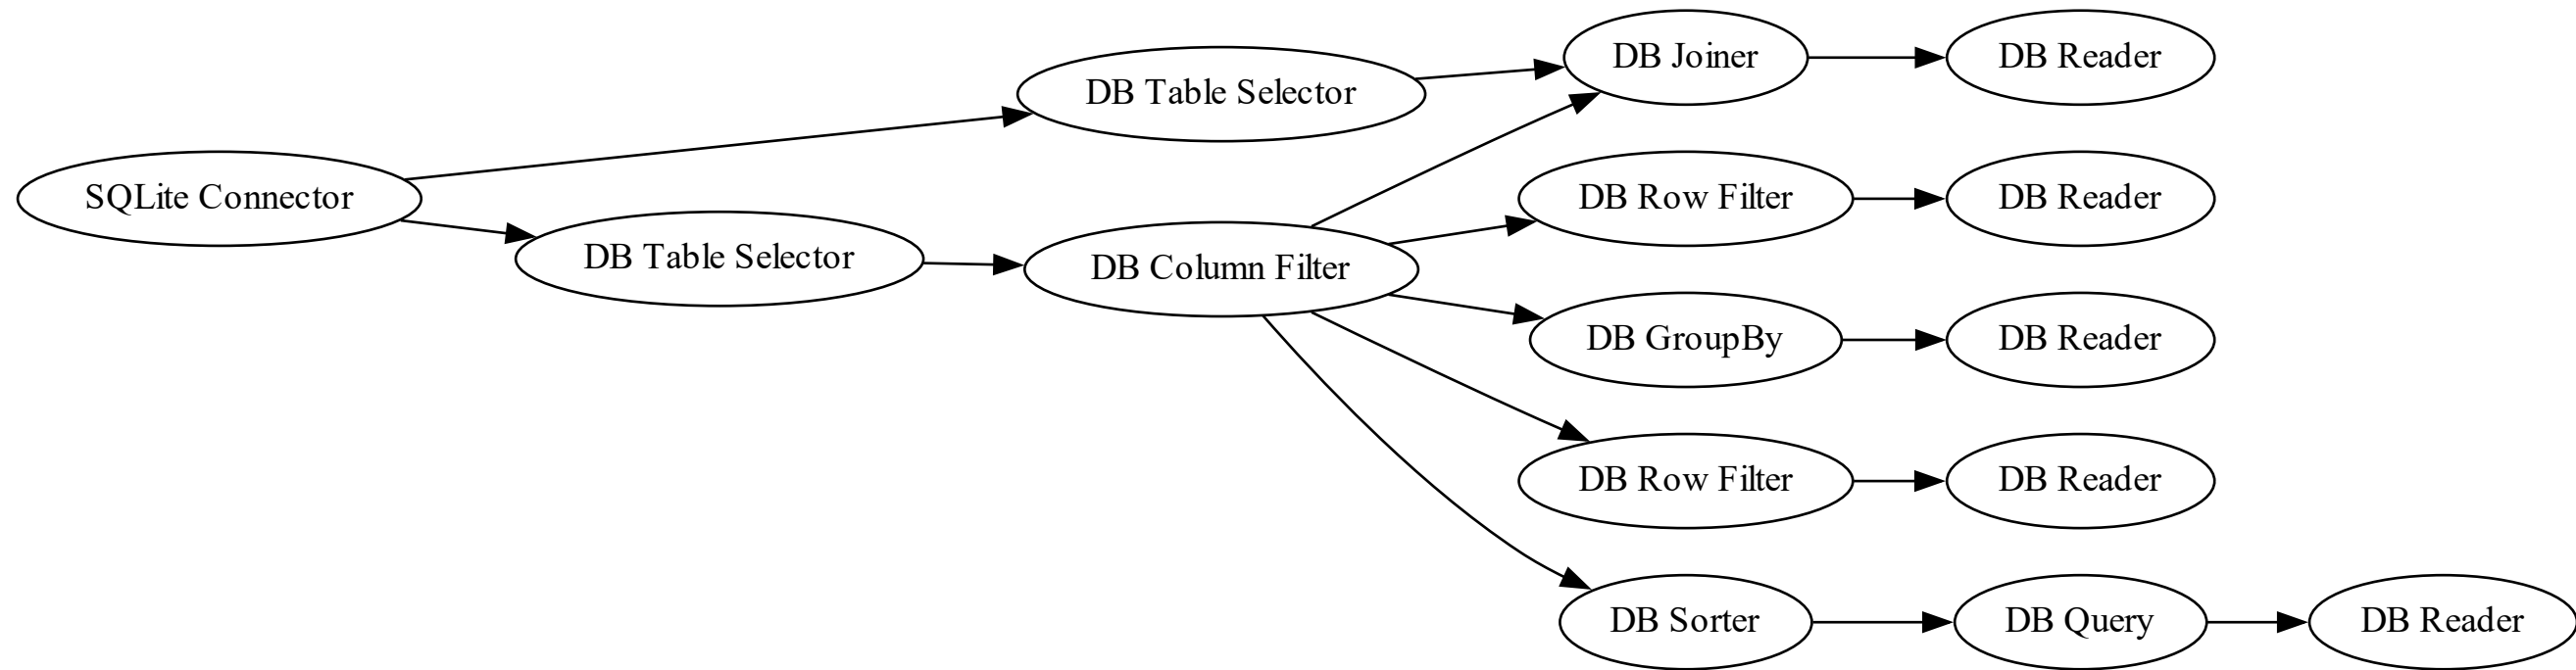 SQLite Connector
DB Table Selector
DB Table Selector
DB Column Filter
DB Joiner
DB Reader
DB Row Filter
DB Reader
DB GroupBy
DB Reader
DB Row Filter
DB Reader
DB Sorter
DB Query
DB Reader